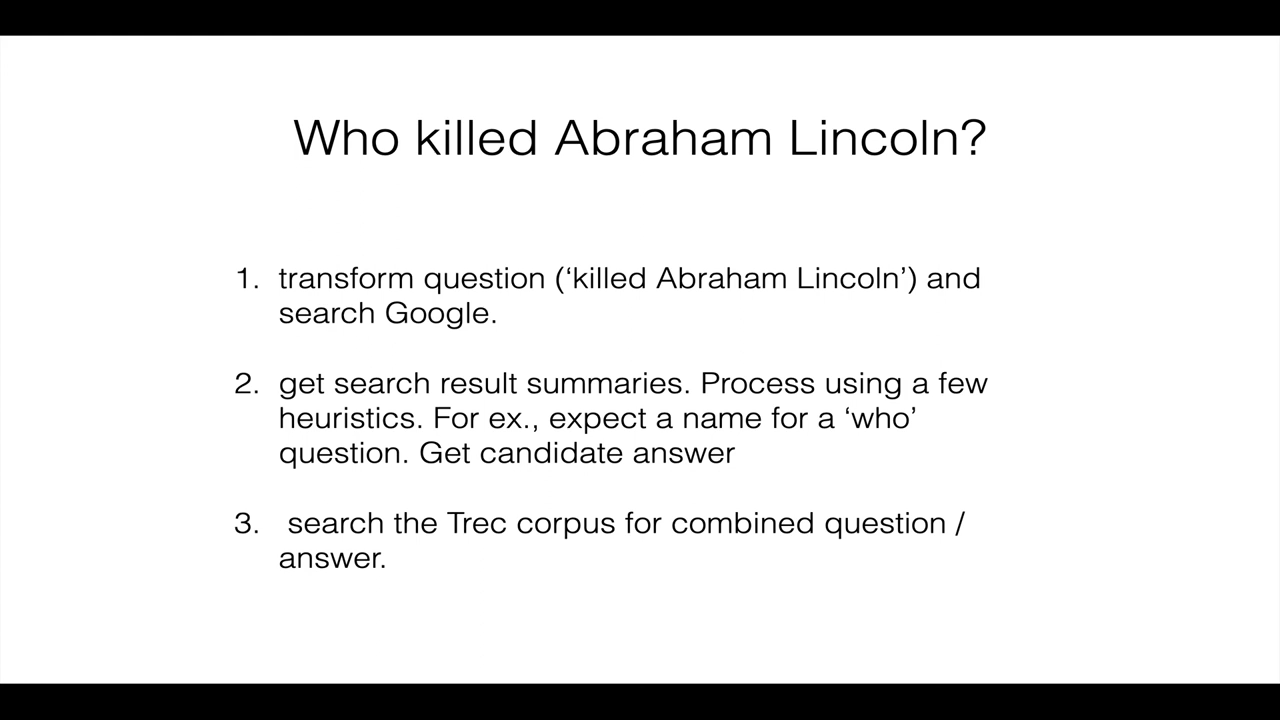 Who killed Abraham Lincoln?
1. transform question (‘killed Abraham Lincoln’) and
search Google.
2. get search result summaries. Process using a few
heuristics. For ex., expect a name for a ‘who’
question. Get candidate answer
3. search the Trec corpus for combined question /
answer.